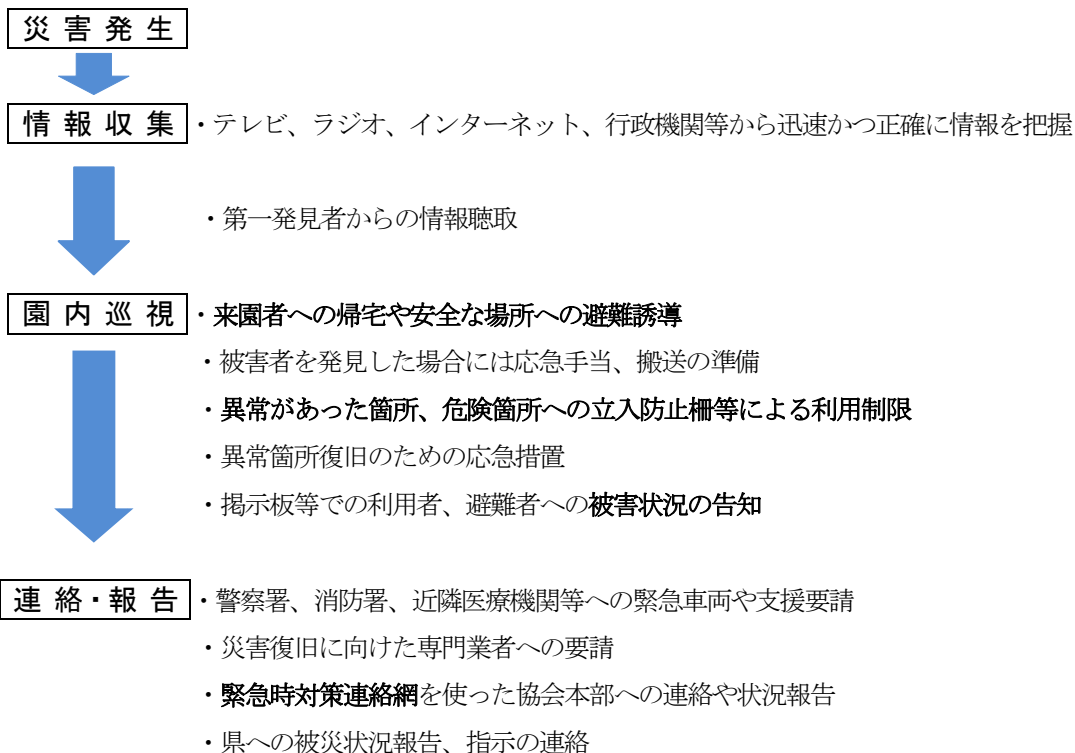 災害発生
情報収集・テレビ、ラジオ、インターネット、行政機関等から迅速かつ正確に情報を把握
・第一発見者からの情報聴取
園内巡視・来園者への帰宅や安全な場所への避難誘導
・被害者を発見した場合には応急手当、搬送の準備
・異常があった箇所、危険箇所への立入防止柵等による利用制限
・異常箇所復旧のための応急措置
・掲示板等での利用者、避難者への被害状況の告知
連絡・報告・警察署、消防署、近隣医療機関等への緊急車両や支援要請
・災害復旧に向けた専門業者への要請
・緊急時対策連絡網を使った協会本部への連絡や状況報告
・県への被災状況報告、指示の連絡